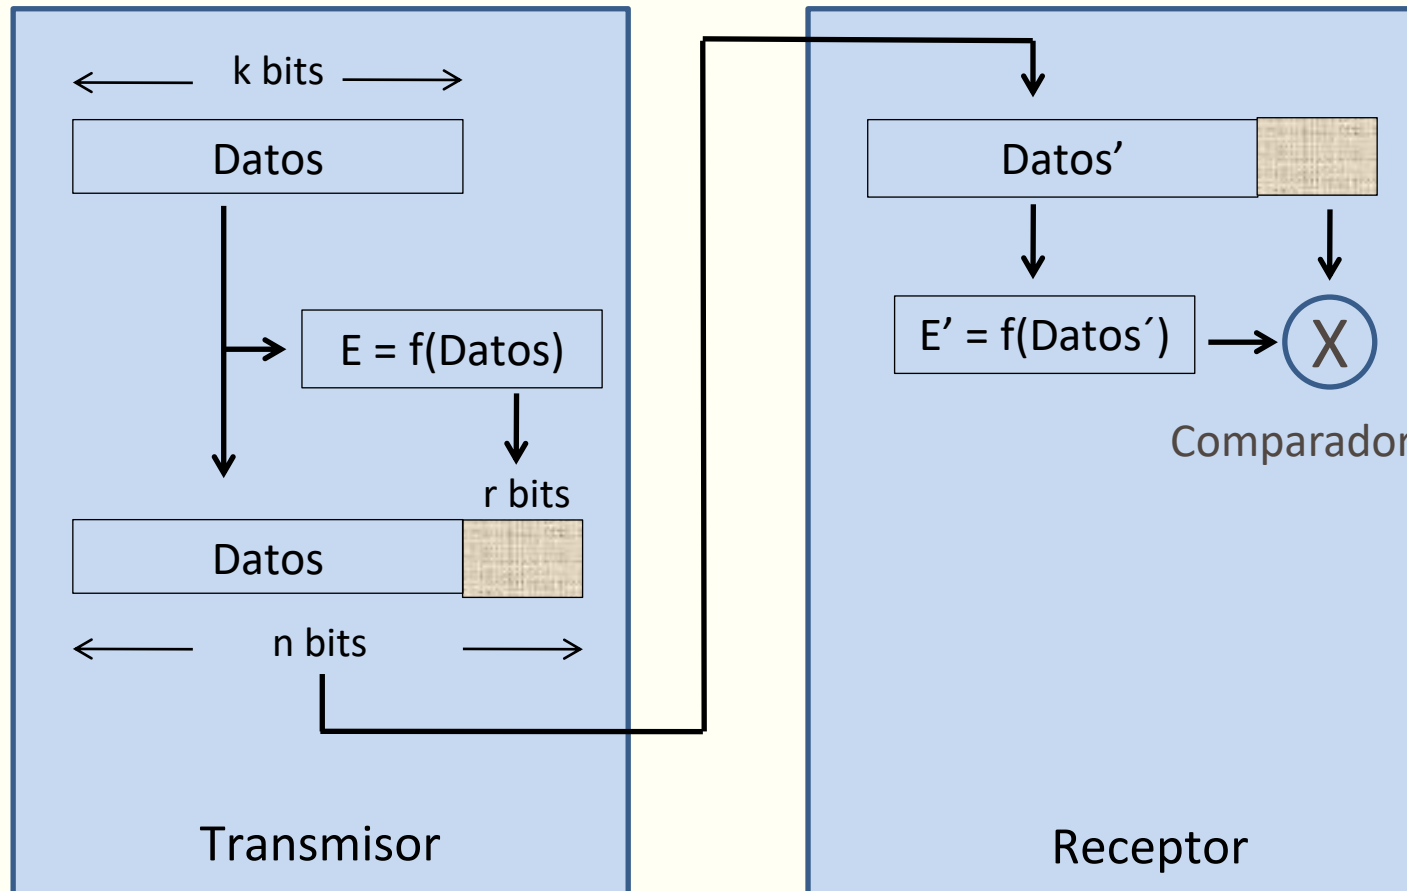 k bits
Datos
E = f(Datos)
r bits
Datos
n bits
Transmisor
Datos’
E’ = f(Datos´)
X
Comparador
Receptor